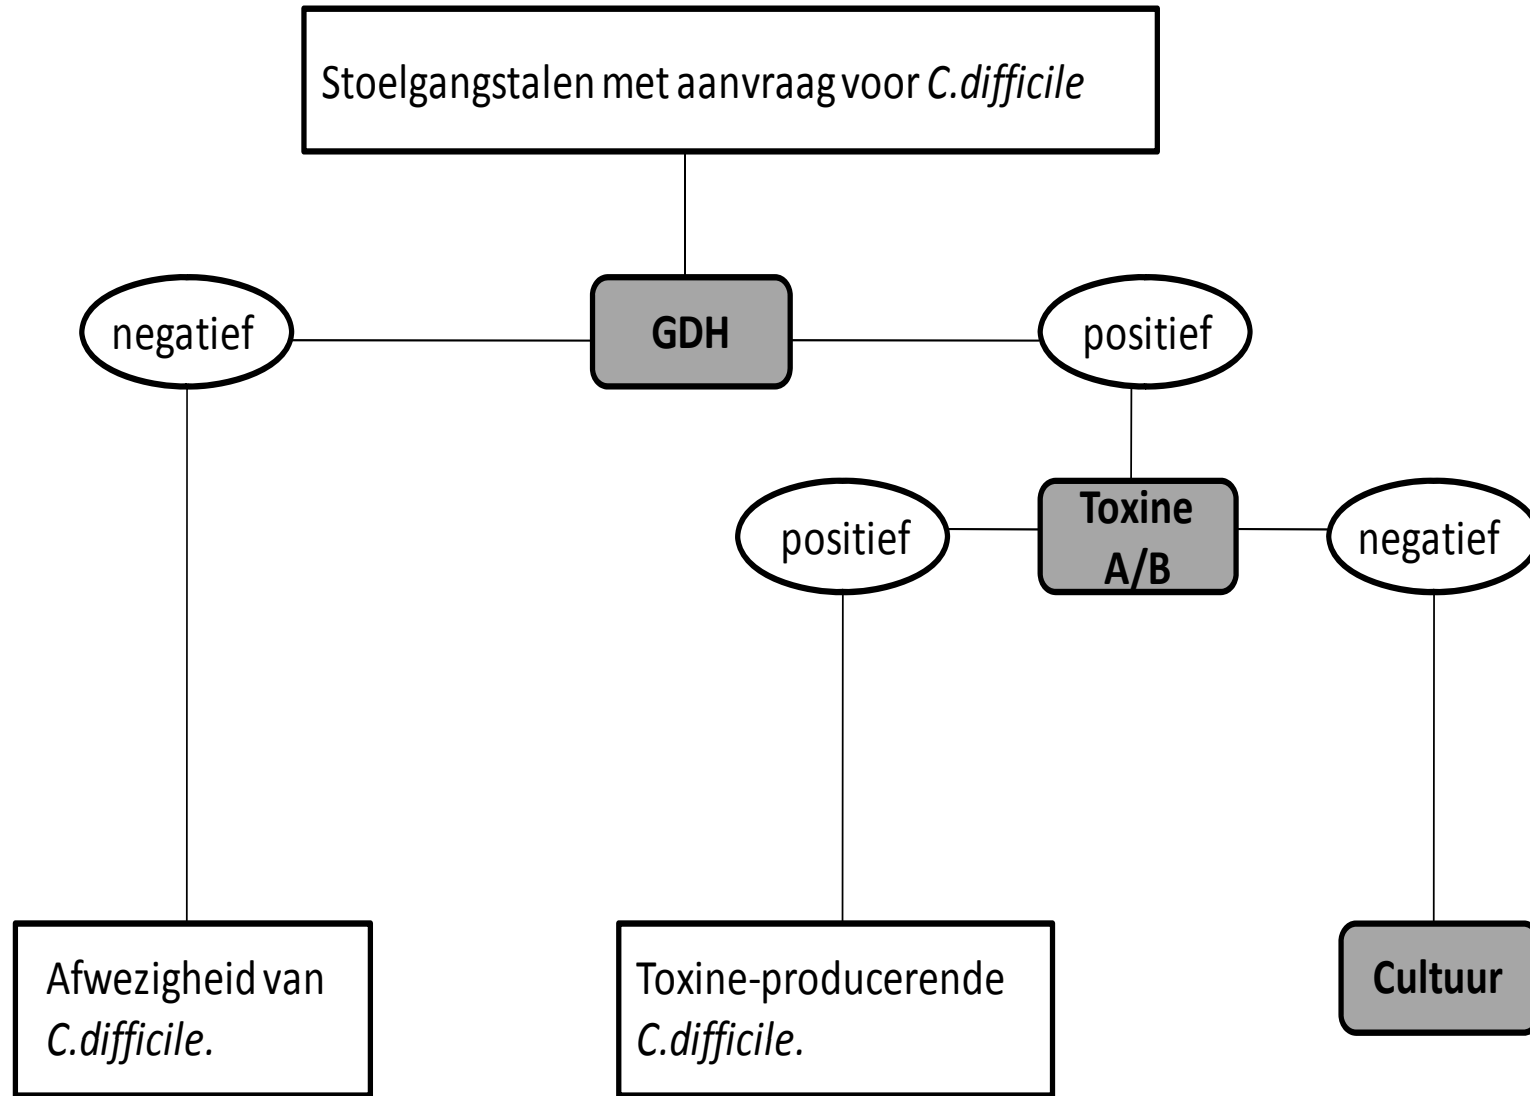 Stoelgangstalen met aanvraag voor C.difficile
negatief
GDH
positief
positief
Toxine
A/B
negatief
Afwezigheid van
C.difficile.
Toxine-producerende
C.difficile.
Cultuur